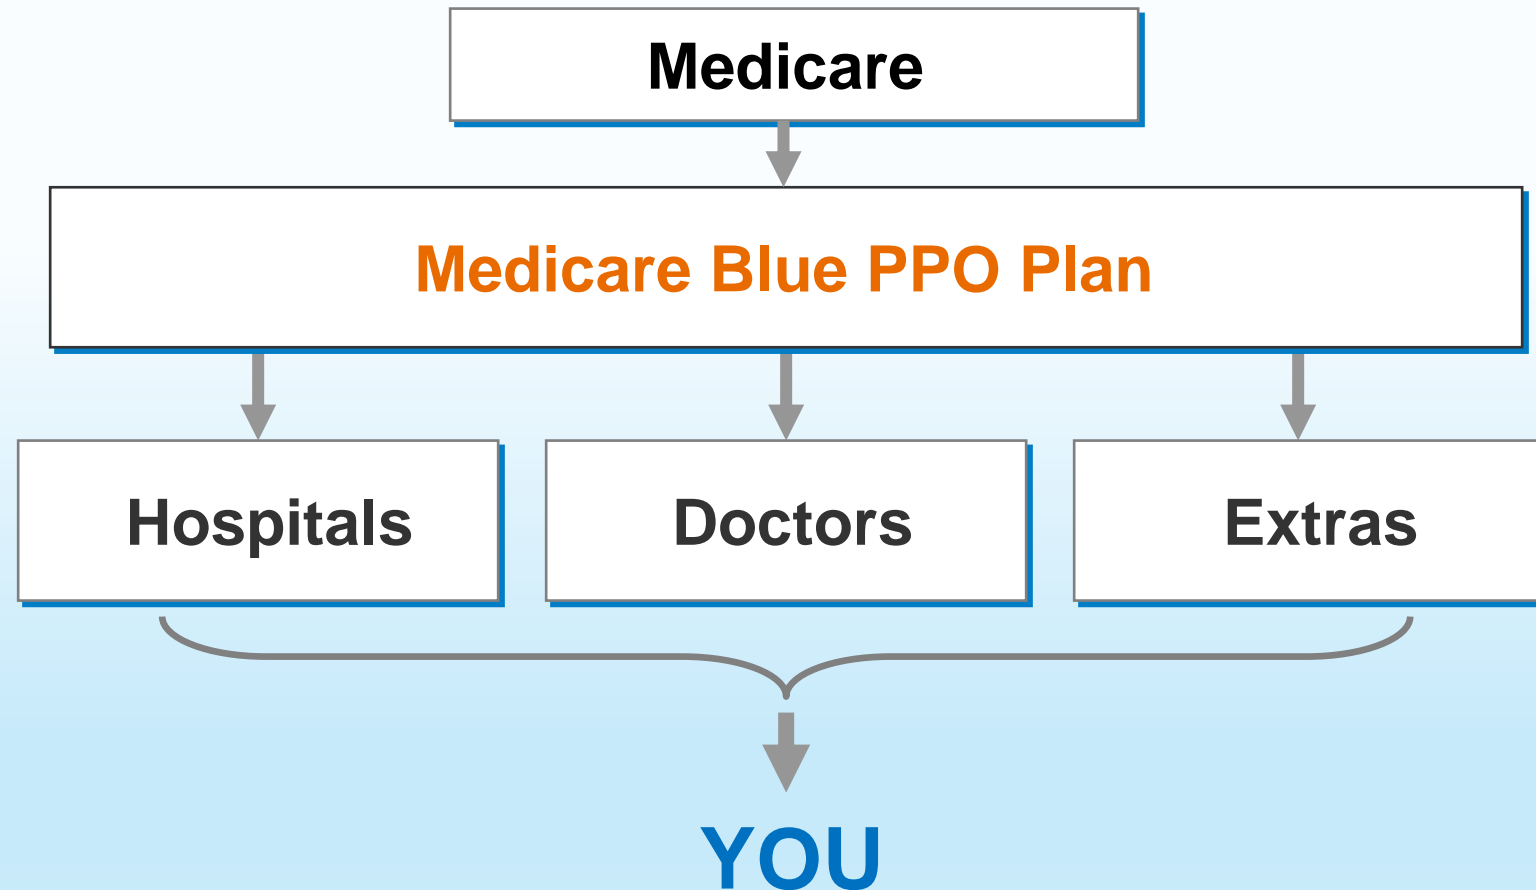 Medicare
Medicare Blue PPO Plan
Hospitals
Doctors
Extras
YOU